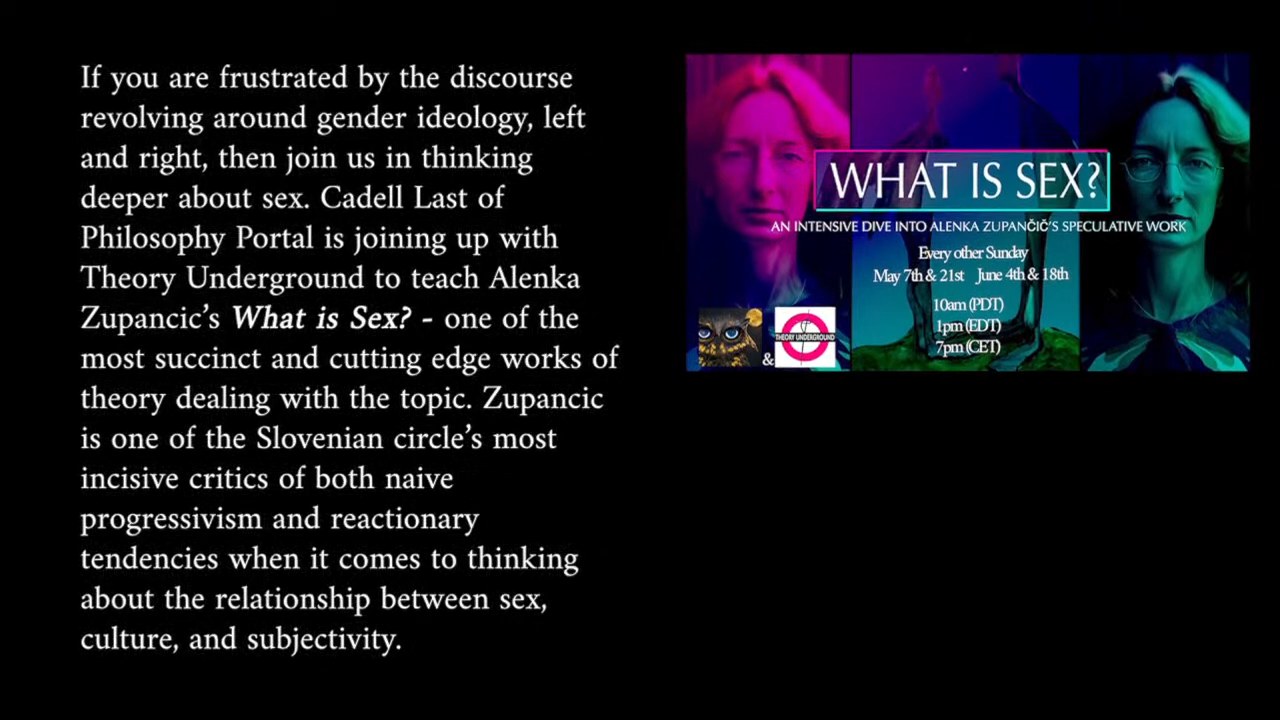 If you are frustrated by the discourse
revolving around gender ideology, left
and right, then join us in thinking
deeper about sex. Cadell Last of
Philosophy Portal is joining up with
Theory Underground to teach Alenka
Zupancic’s What is Sex? - one of the
most succinct and cutting edge works of
theory dealing with the topic. Zupancic
is one of the Slovenian circle’s most
incisive critics of both naive
progressivism and reactionary
tendencies when it comes to thinking
about the relationship between sex,
culture, and subjectivity.
WHAT IS SEX?
AN INTENSIVE DIVE INTO ALENKA ZUPANČIČ’S SPECULATIVE WORK
Every other Sunday
May 7th & 21st June 4th & 18th
10am (PDT)
1pm (EDT)
7pm (CET)
&
THEORY UNDERGROUND